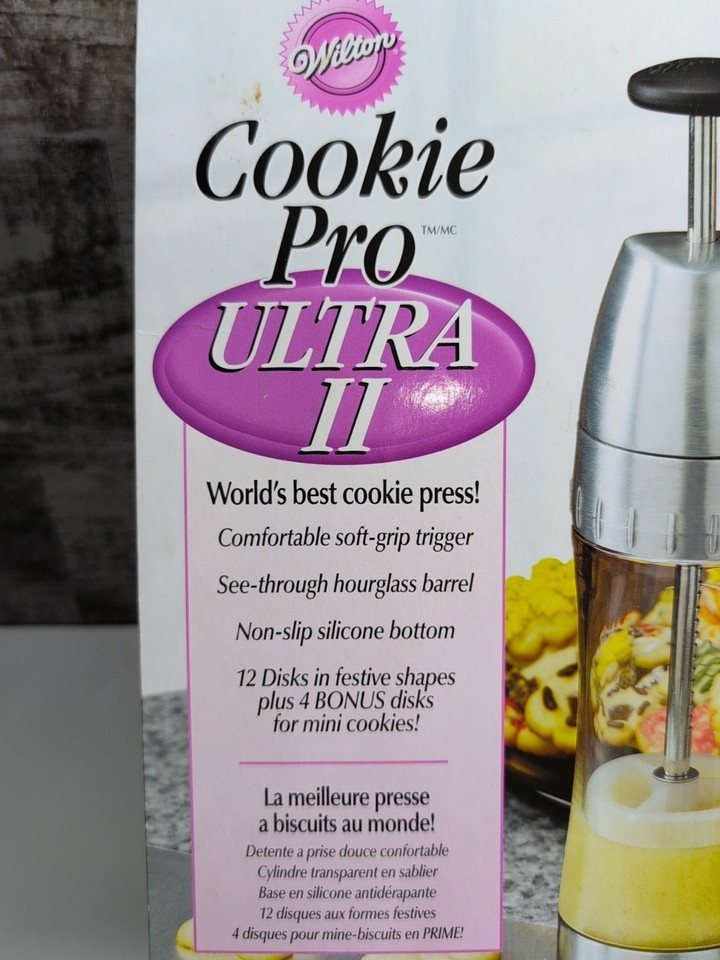 Wilton
Cookie
Pro TM/MC
ULTRA
II
World's best cookie press!
Comfortable soft-grip trigger
See-through hourglass barrel
Non-slip silicone bottom
12 Disks in festive shapes
plus 4 BONUS disks
for mini cookies!
La meilleure presse
a biscuits au monde!
Detente a prise douce confortable
Cylindre transparent en sablier
Base en silicone antidérapante
12 disques aux formes festives
4 disques pour mine-biscuits en PRIME!